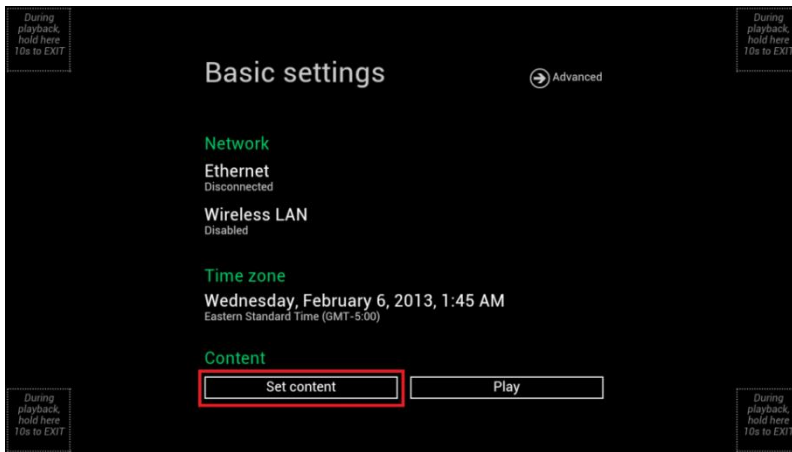 During
playback,
hold here
10s to EXIT
During
playback,
hold here
10s to EXIT
Basic settings
Advanced
Network
Ethernet
Disconnected
Wireless LAN
Disabled
Time zone
Wednesday, February 6, 2013, 1:45 AM
Eastern Standard Time (GMT-5:00)
Content
Set content
Play
During
playback,
hold here
10s to EXIT
During
playback,
hold here
10s to EXIT